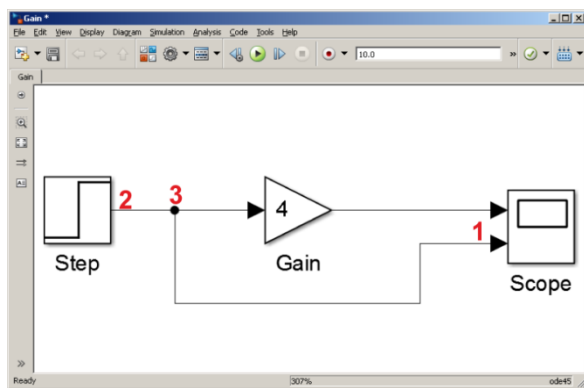 Gain *
File Edit View Display Diagram Simulation Analysis Code Tools Help
10.0
»
Gain
2 3 4 1
Step Gain Scope
»
Ready 307% ode45